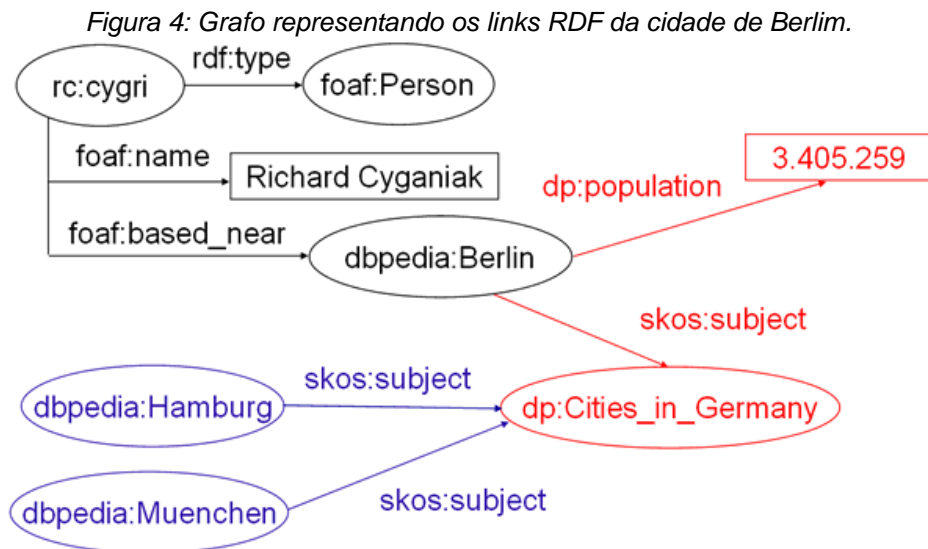 Figura 4: Grafo representando os links RDF da cidade de Berlim.
rdf:type
rc:cygri
foaf:Person
foaf:name
Richard Cyganiak
3.405.259
dp:population
foaf:based_near
dbpedia:Berlin
skos:subject
skos:subject
dbpedia:Hamburg
dp:Cities_in_Germany
skos:subject
dbpedia:Muenchen